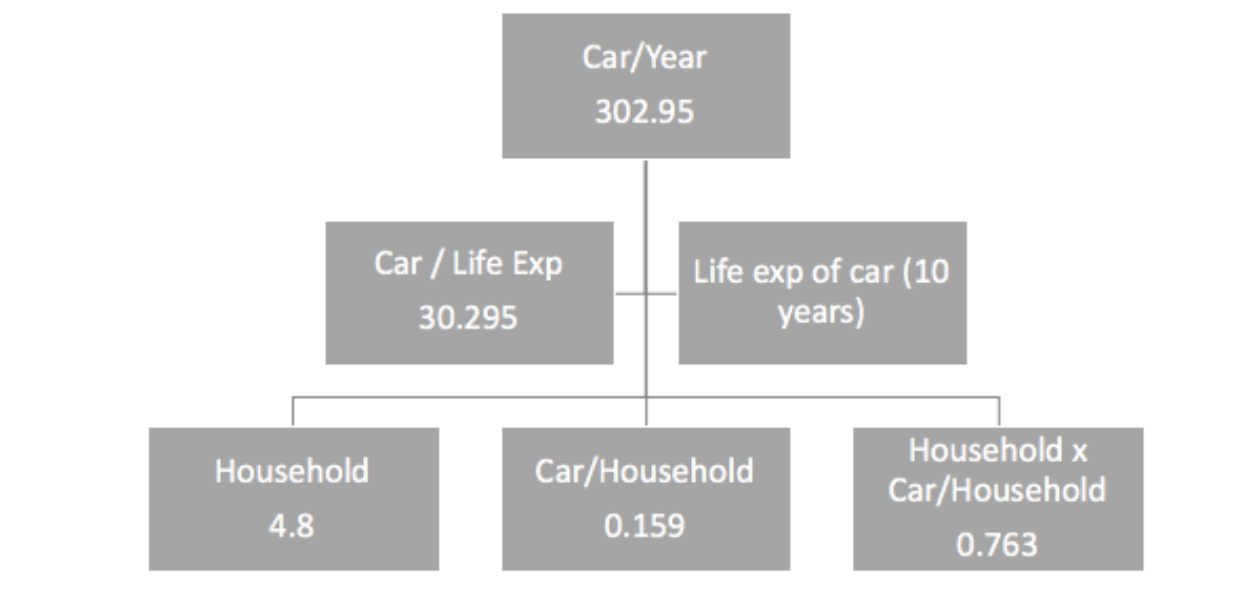 Car/Year
302.95
Car / Life Exp
30.295
Life exp of car (10
years)
Household
4.8
Car/Household
0.159
Household x
Car/Household
0.763